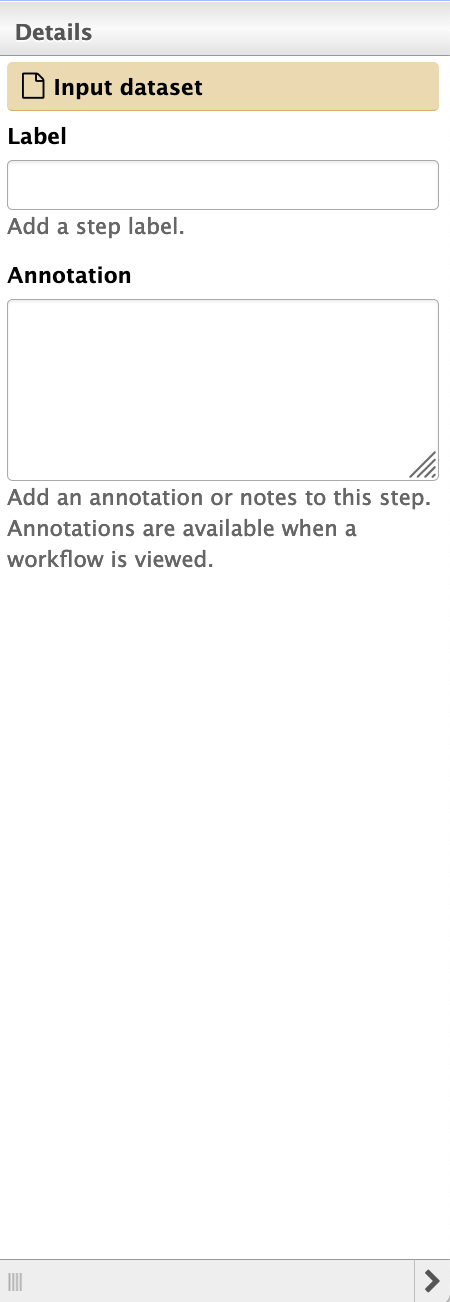 Details
Input dataset
Label
Add a step label.
Annotation
Add an annotation or notes to this step.
Annotations are available when a
workflow is viewed.